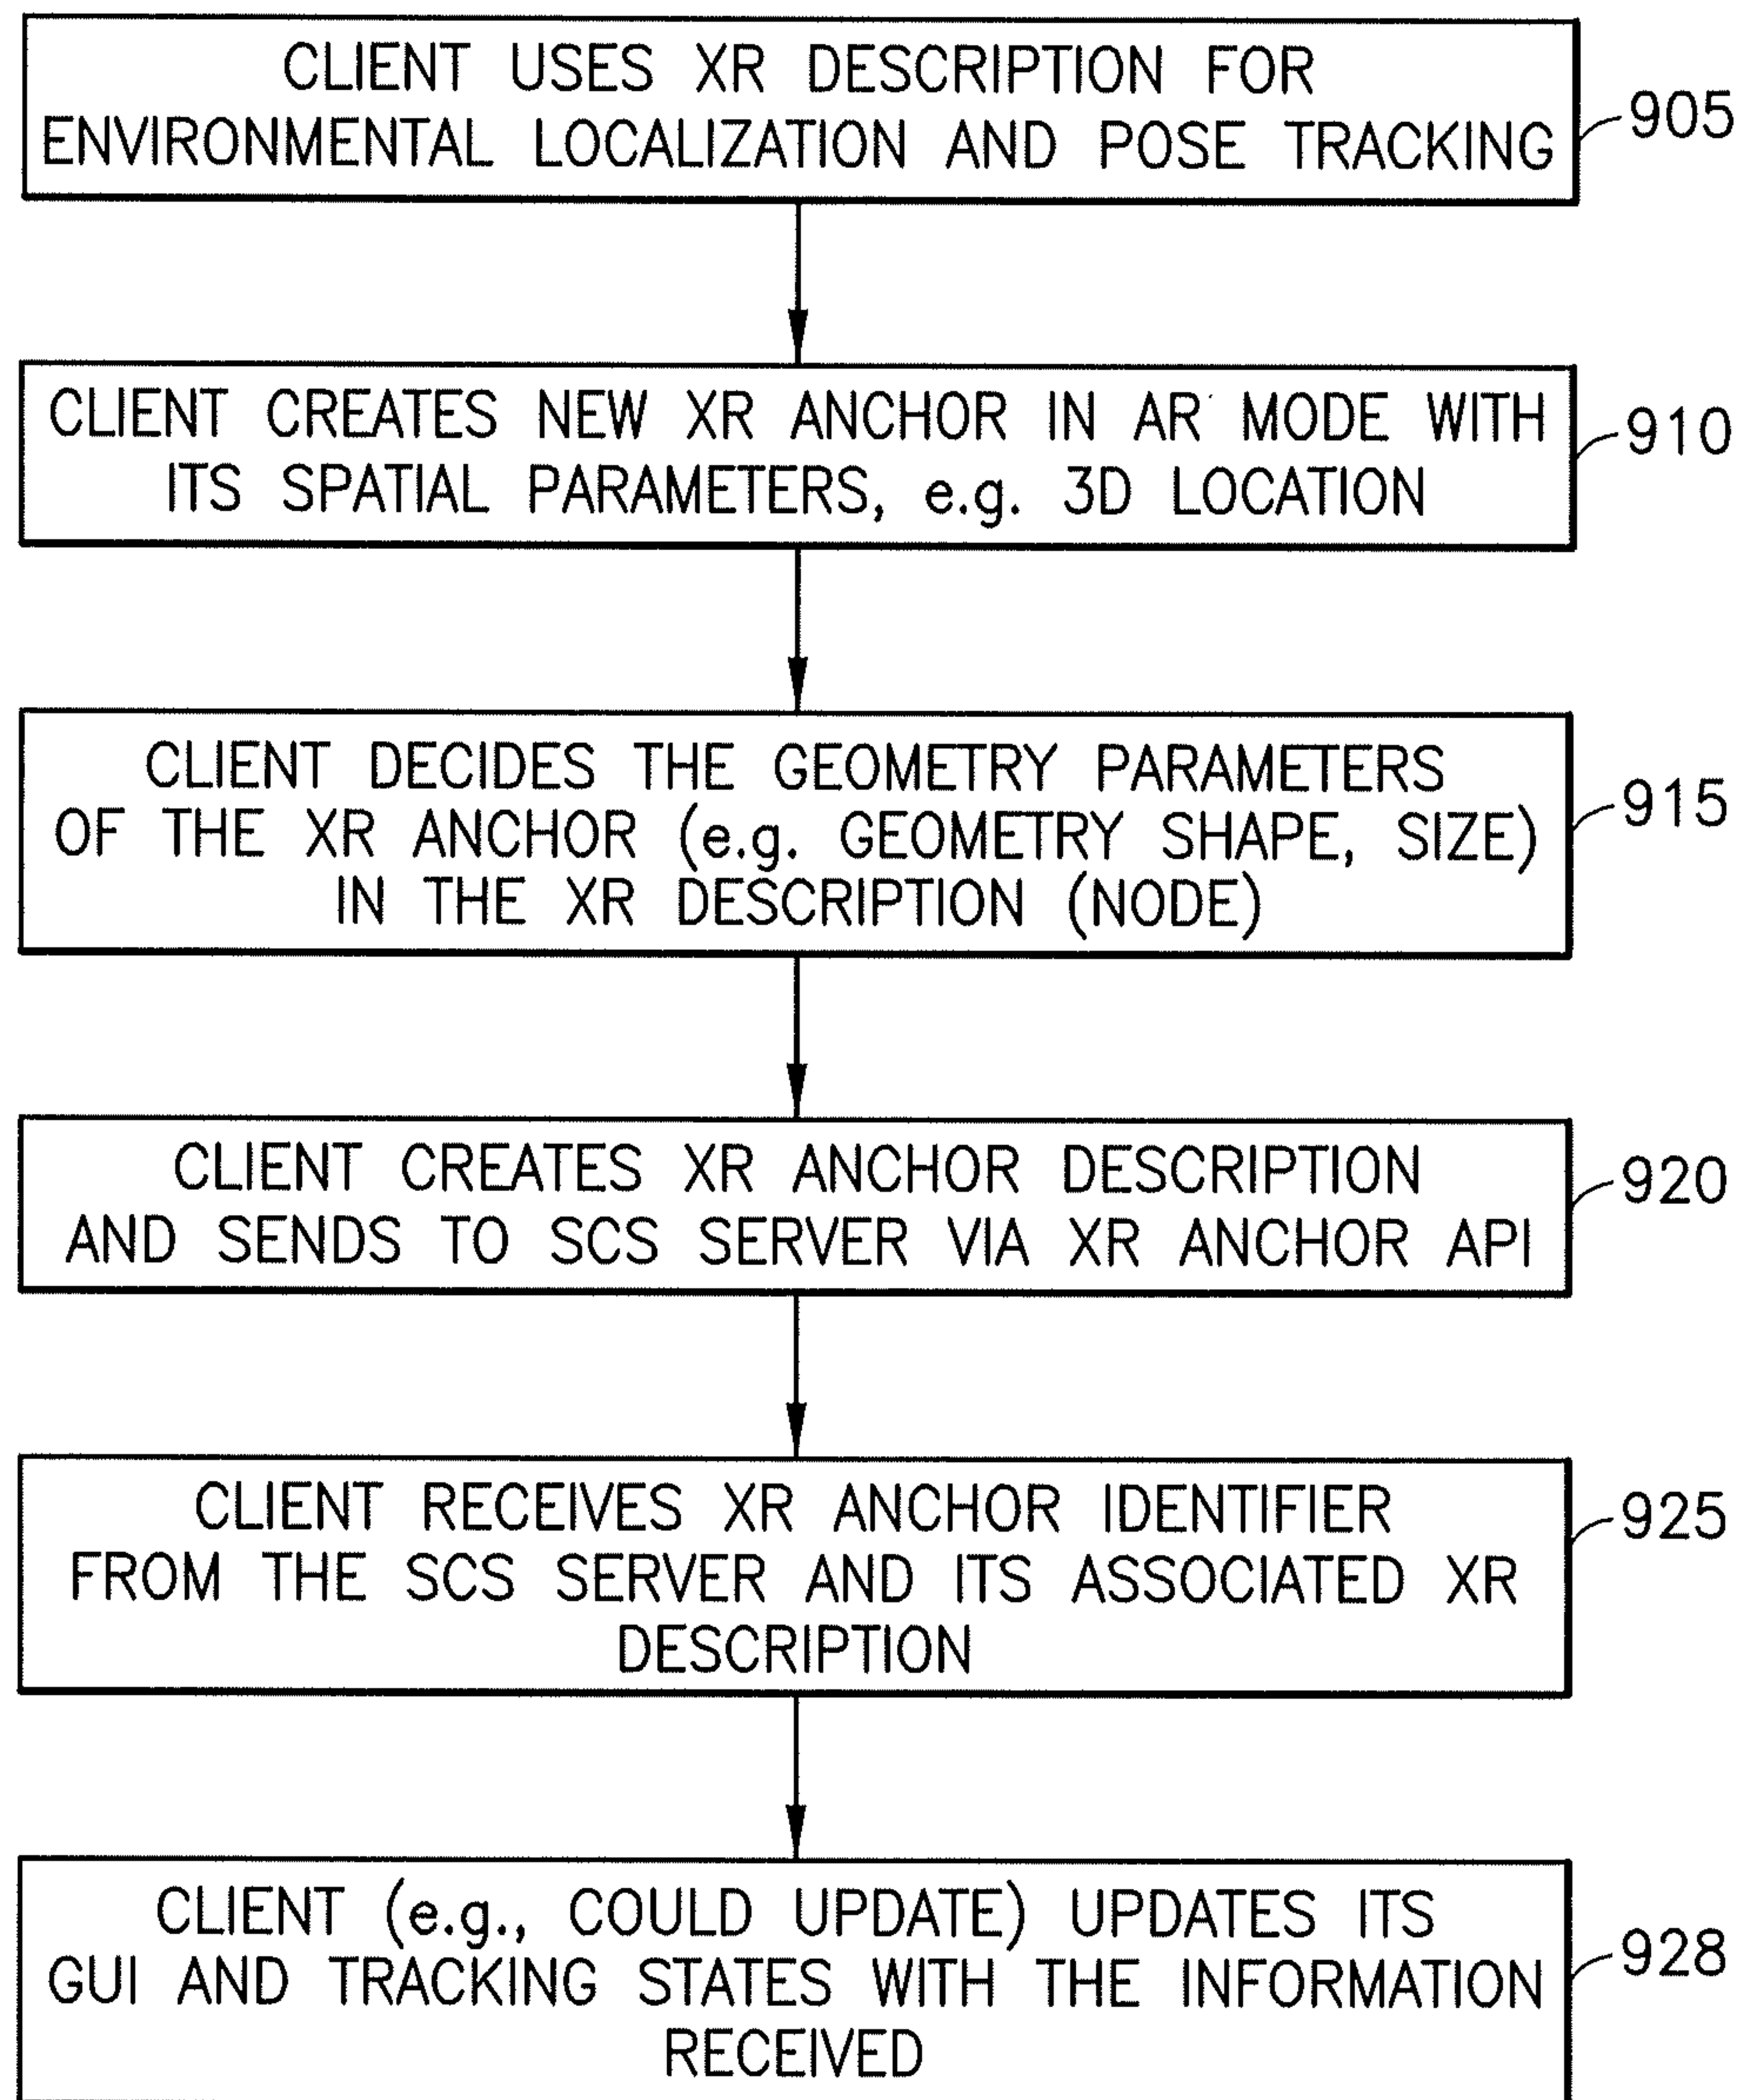 CLIENT USES XR DESCRIPTION FOR
ENVIRONMENTAL LOCALIZATION AND POSE TRACKING
905
CLIENT CREATES NEW XR ANCHOR IN AR MODE WITH
ITS SPATIAL PARAMETERS, e.g. 3D LOCATION
910
CLIENT DECIDES THE GEOMETRY PARAMETERS
OF THE XR ANCHOR (e.g. GEOMETRY SHAPE, SIZE)
IN THE XR DESCRIPTION (NODE)
915
CLIENT CREATES XR ANCHOR DESCRIPTION
AND SENDS TO SCS SERVER VIA XR ANCHOR API
920
CLIENT RECEIVES XR ANCHOR IDENTIFIER
FROM THE SCS SERVER AND ITS ASSOCIATED XR
DESCRIPTION
925
CLIENT (e.g., COULD UPDATE) UPDATES ITS
GUI AND TRACKING STATES WITH THE INFORMATION
RECEIVED
928